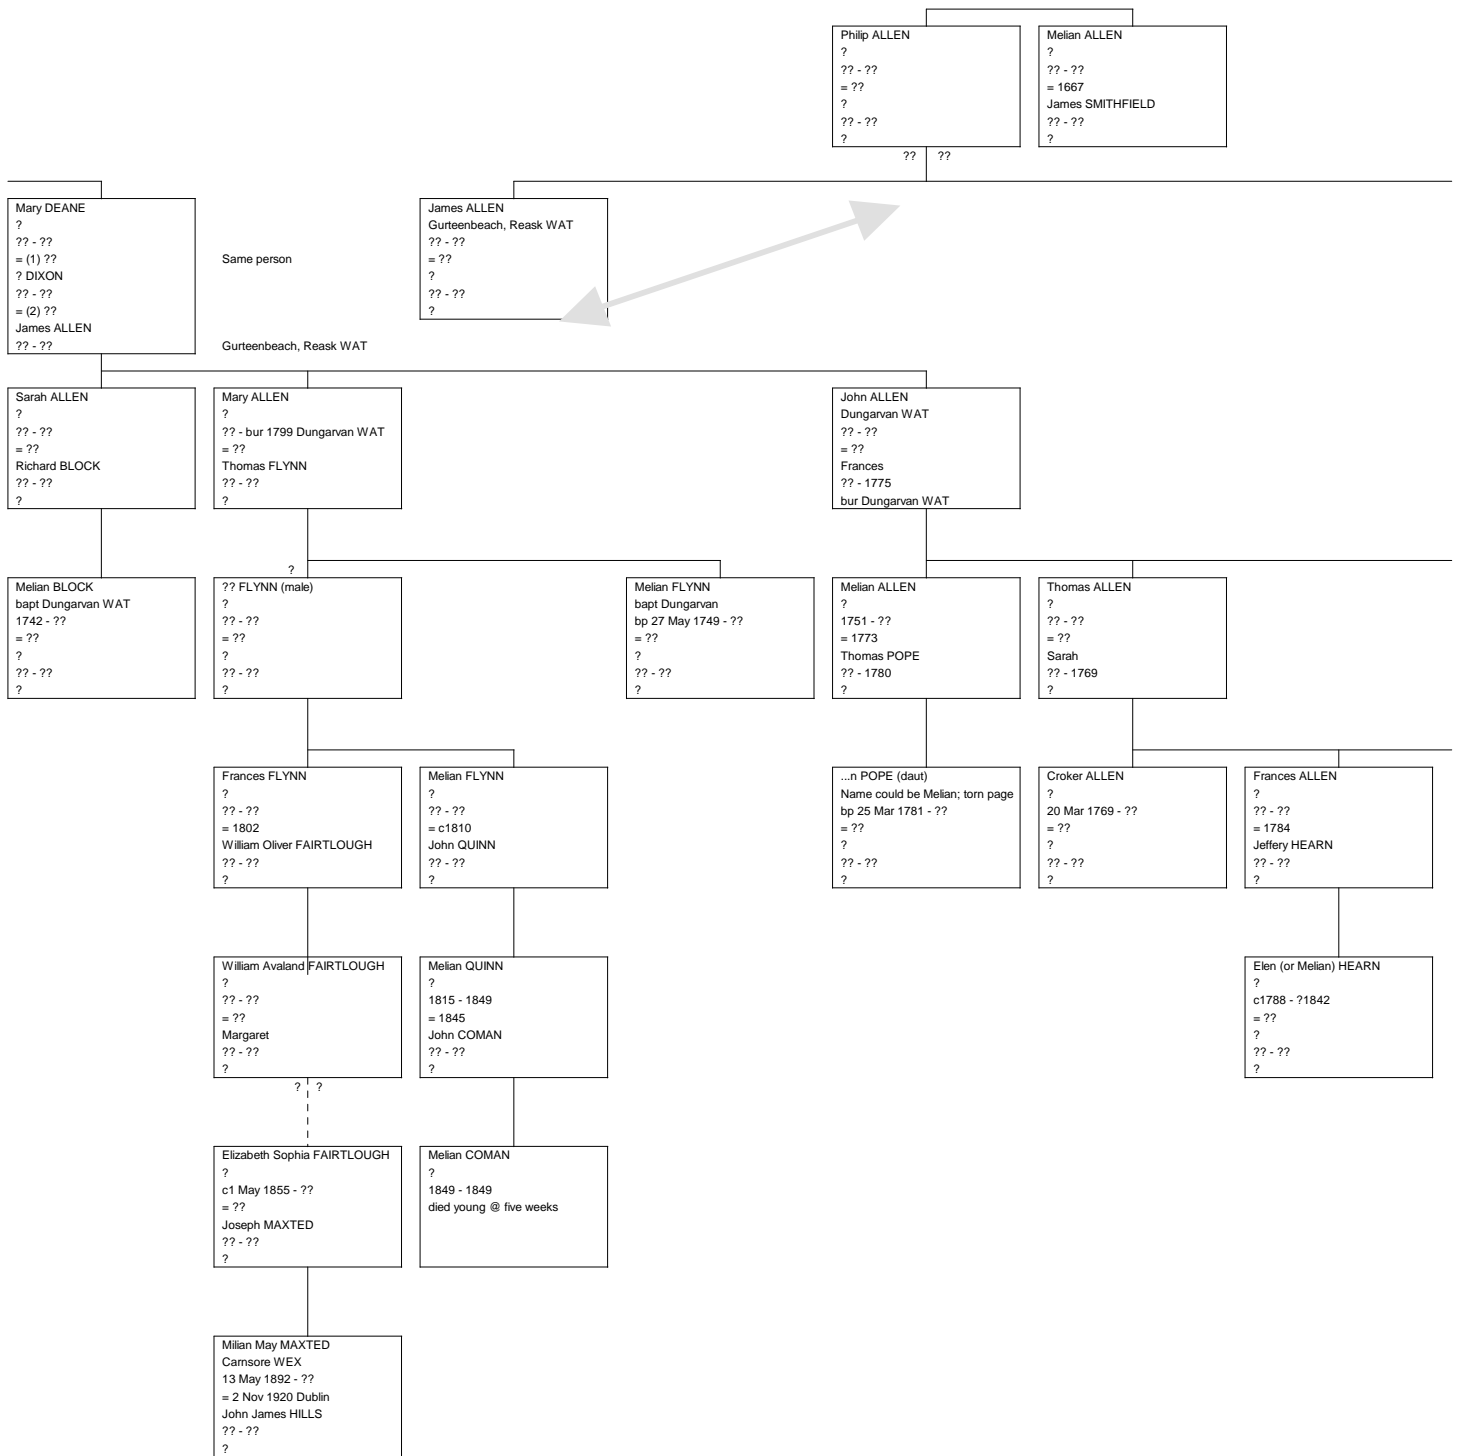 Philip ALLEN
?
?? - ??
= ??
?
?? - ??
?
Melian ALLEN
?
?? - ??
= 1667
James SMITHFIELD
?? - ??
?
?? ??
Mary DEANE
?
?? - ??
= (1) ??
? DIXON
?? - ??
= (2) ??
James ALLEN
?? - ??
Same person
Gurteenbeach, Reask WAT
James ALLEN
Gurteenbeach, Reask WAT
?? - ??
= ??
?
?? - ??
?
Sarah ALLEN
?
?? - ??
= ??
Richard BLOCK
?? - ??
?
Mary ALLEN
?
?? - bur 1799 Dungarvan WAT
= ??
Thomas FLYNN
?? - ??
?
John ALLEN
Dungarvan WAT
?? - ??
= ??
Frances
?? - 1775
bur Dungarvan WAT
?
Melian BLOCK
bapt Dungarvan WAT
1742 - ??
= ??
?
?? - ??
?
?? FLYNN (male)
?
?? - ??
= ??
?
?? - ??
?
Melian FLYNN
bapt Dungarvan
bp 27 May 1749 - ??
= ??
?
?? - ??
?
Melian ALLEN
?
1751 - ??
= 1773
Thomas POPE
?? - 1780
?
Thomas ALLEN
?
?? - ??
= ??
Sarah
?? - 1769
?
Frances FLYNN
?
?? - ??
= 1802
William Oliver FAIRTLOUGH
?? - ??
?
Melian FLYNN
?
?? - ??
= c1810
John QUINN
?? - ??
?
...n POPE (daut)
Name could be Melian; torn page
bp 25 Mar 1781 - ??
= ??
?
?? - ??
?
Croker ALLEN
?
20 Mar 1769 - ??
= ??
?
?? - ??
?
Frances ALLEN
?
?? - ??
= 1784
Jeffery HEARN
?? - ??
?
William Avaland FAIRTLOUGH
?
?? - ??
= ??
Margaret
?? - ??
?
Melian QUINN
?
1815 - 1849
= 1845
John COMAN
?? - ??
?
Elen (or Melian) HEARN
?
c1788 - ?1842
= ??
?
?? - ??
?
? ?
Elizabeth Sophia FAIRTLOUGH
?
c1 May 1855 - ??
= ??
Joseph MAXTED
?? - ??
?
Melian COMAN
?
1849 - 1849
died young @ five weeks
Milian May MAXTED
Carnsore WEX
13 May 1892 - ??
= 2 Nov 1920 Dublin
John James HILLS
?? - ??
?